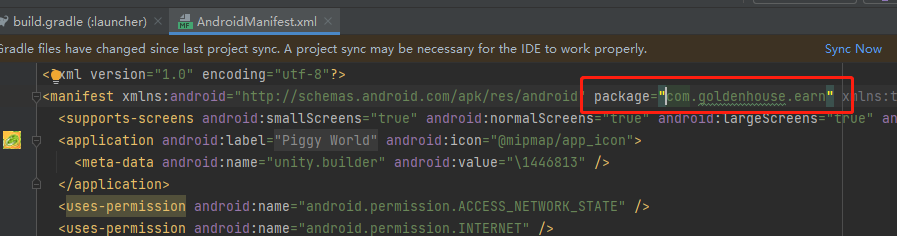 build.gradle (:launcher) AndroidManifest.xml
Gradle files have changed since last project sync. A project sync may be necessary for the IDE to work properly. Sync Now
xml version="1.0" encoding="utf-8"?>
<manifest xmlns:android="http://schemas.android.com/apk/res/android" package="com.goldenhouse.earn" xmlns:t
<supports-screens android:smallScreens="true" android:normalScreens="true" android:largeScreens="true" an
<application android:label="Piggy World" android:icon="@mipmap/app_icon">
<meta-data android:name="unity.builder" android:value="\1446813" />
</application>
<uses-permission android:name="android.permission.ACCESS_NETWORK_STATE" />
<uses-permission android:name="android.permission.INTERNET" />